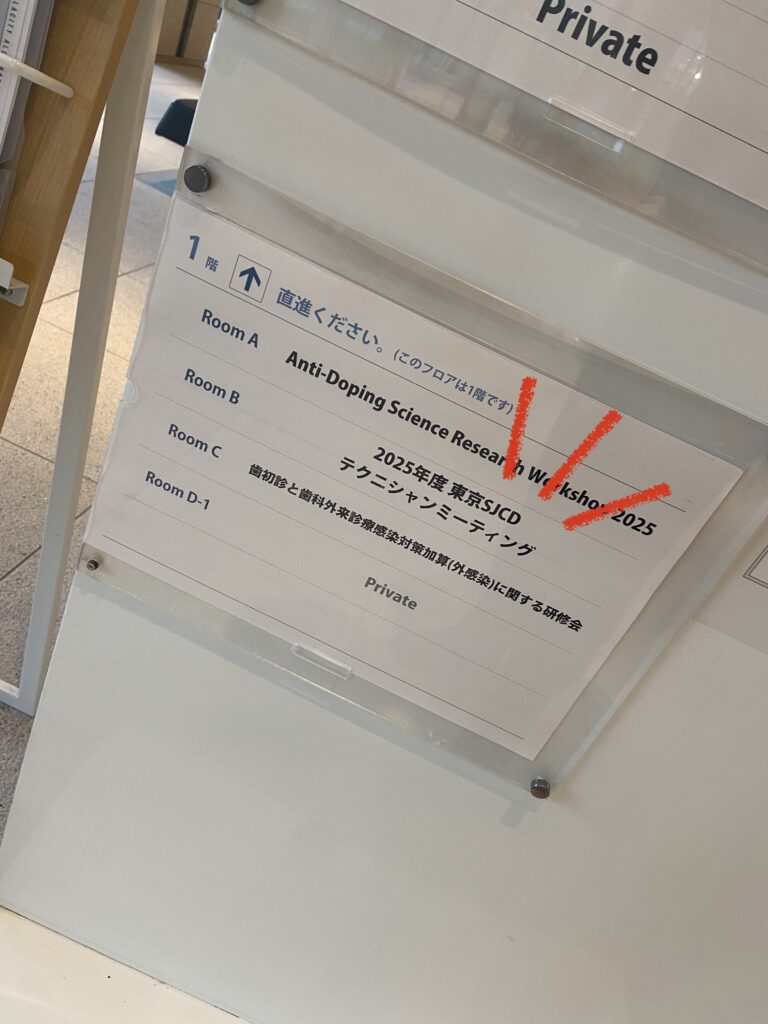 Private
1階 ↑ 直進ください。(このフロアは1階です)
Room A Anti-Doping Science Research Workshop 2025
Room B 2025年度 東京SJCD
テクニシャンミーティング
Room C 歯初診と歯科外来診療感染対策加算(外感染)に関する研修会
Room D-1 Private